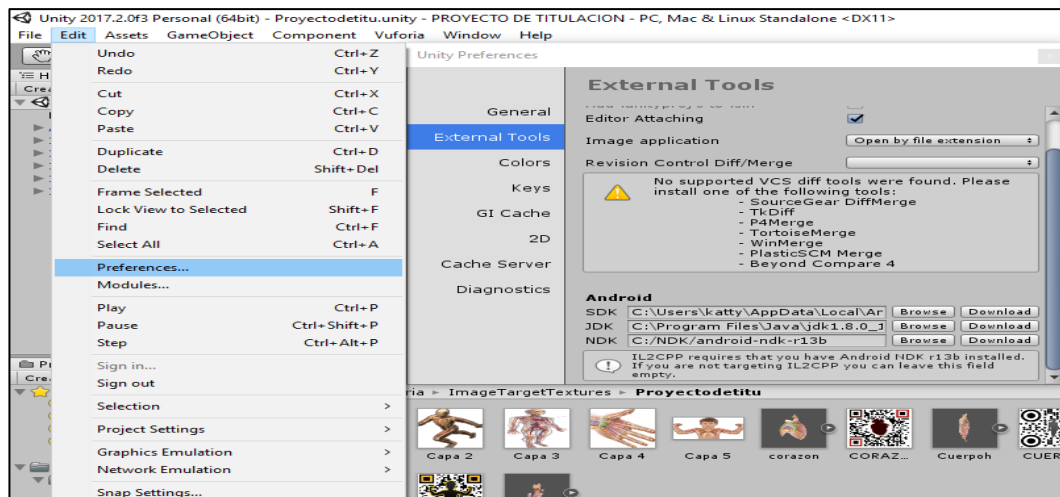 Unity 2017.2.0f3 Personal (64bit) - Proyectodetitu.unity - PROYECTO DE TITULACION - PC, Mac & Linux Standalone <DX11>
File Edit Assets GameObject Component Vuforia Window Help
Undo Ctrl+Z
Redo Ctrl+Y
Cut Ctrl+X
Copy Ctrl+C
Paste Ctrl+V
Duplicate Ctrl+D
Delete Shift+Del
Frame Selected F
Lock View to Selected Shift+F
Find Ctrl+F
Select All Ctrl+A
Preferences...
Modules...
Play Ctrl+P
Pause Ctrl+Shift+P
Step Ctrl+Alt+P
Sign in...
Sign out
Selection >
Project Settings >
Graphics Emulation >
Network Emulation >
Snap Settings...
Unity Preferences
General
External Tools
Colors
Keys
GI Cache
2D
Cache Server
Diagnostics
External Tools
Editor Attaching
Image application Open by file extension
Revision Control Diff/Merge
No supported VCS diff tools were found. Please
install one of the following tools:
- SourceGear DiffMerge
- TkDiff
- P4Merge
- TortoiseMerge
- WinMerge
- PlasticSCM Merge
- Beyond Compare 4
Android
SDK C:\Users\katty\AppData\Local\Ar Browse Download
JDK C:\Program Files\Java\jdk1.8.0_1 Browse Download
NDK C:/NDK/android-ndk-r13b Browse Download
IL2CPP requires that you have Android NDK r13b installed.
If you are not targeting IL2CPP you can leave this field
empty.
ria ▸ ImageTargetTextures ▸ Proyectodetitu
Capa 2 Capa 3 Capa 4 Capa 5 corazon CORAZ... Cuerpoh CUER